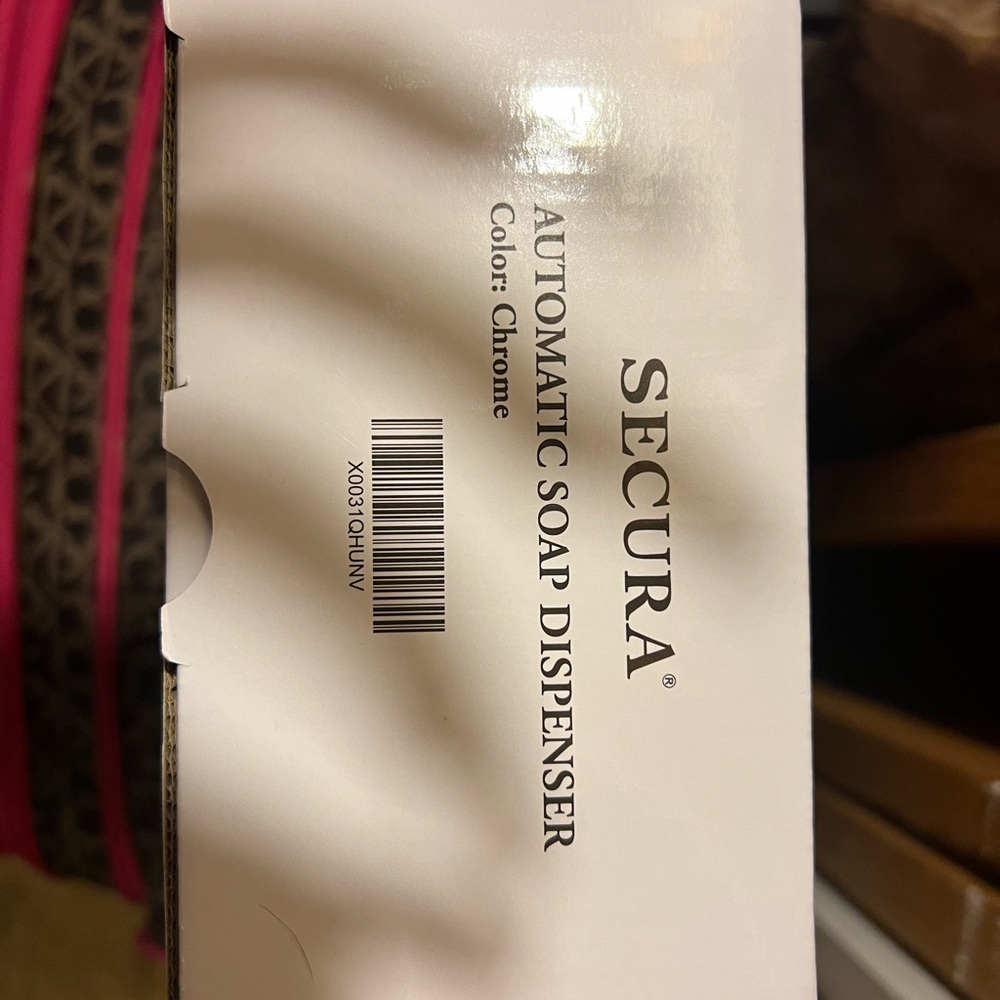 SECURA®
AUTOMATIC SOAP DISPENSER
Color: Chrome
X0031QHUNV